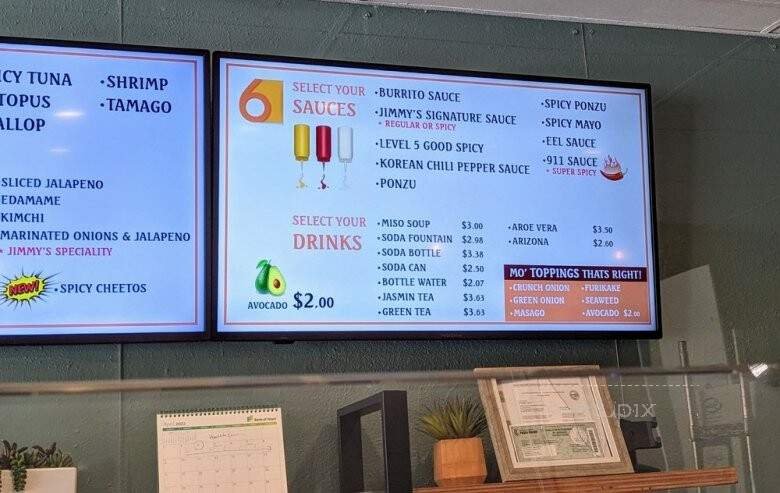 ICY TUNA
TOPUS
ALLOP
•SHRIMP
•TAMAGO
SLICED JALAPENO
EDAMAME
KIMCHI
MARINATED ONIONS & JALAPENO
• JIMMY'S SPECIALITY
NEW!
•SPICY CHEETOS
6
SELECT YOUR
SAUCES
•BURRITO SAUCE
•JIMMY'S SIGNATURE SAUCE
• REGULAR OR SPICY
•LEVEL 5 GOOD SPICY
•KOREAN CHILI PEPPER SAUCE
•PONZU
•SPICY PONZU
•SPICY MAYO
•EEL SAUCE
•911 SAUCE
• SUPER SPICY
SELECT YOUR
DRINKS
•MISO SOUP $3.00
•SODA FOUNTAIN $2.98
•SODA BOTTLE $3.38
•SODA CAN $2.50
•BOTTLE WATER $2.07
•JASMIN TEA $3.63
•GREEN TEA $3.63
•AROE VERA $3.50
•ARIZONA $2.60
AVOCADO $2.00
MO' TOPPINGS THATS RIGHT!
•CRUNCH ONION
•GREEN ONION
•MASAGO
•FURIKAKE
•SEAWEED
•AVOCADO $2.00